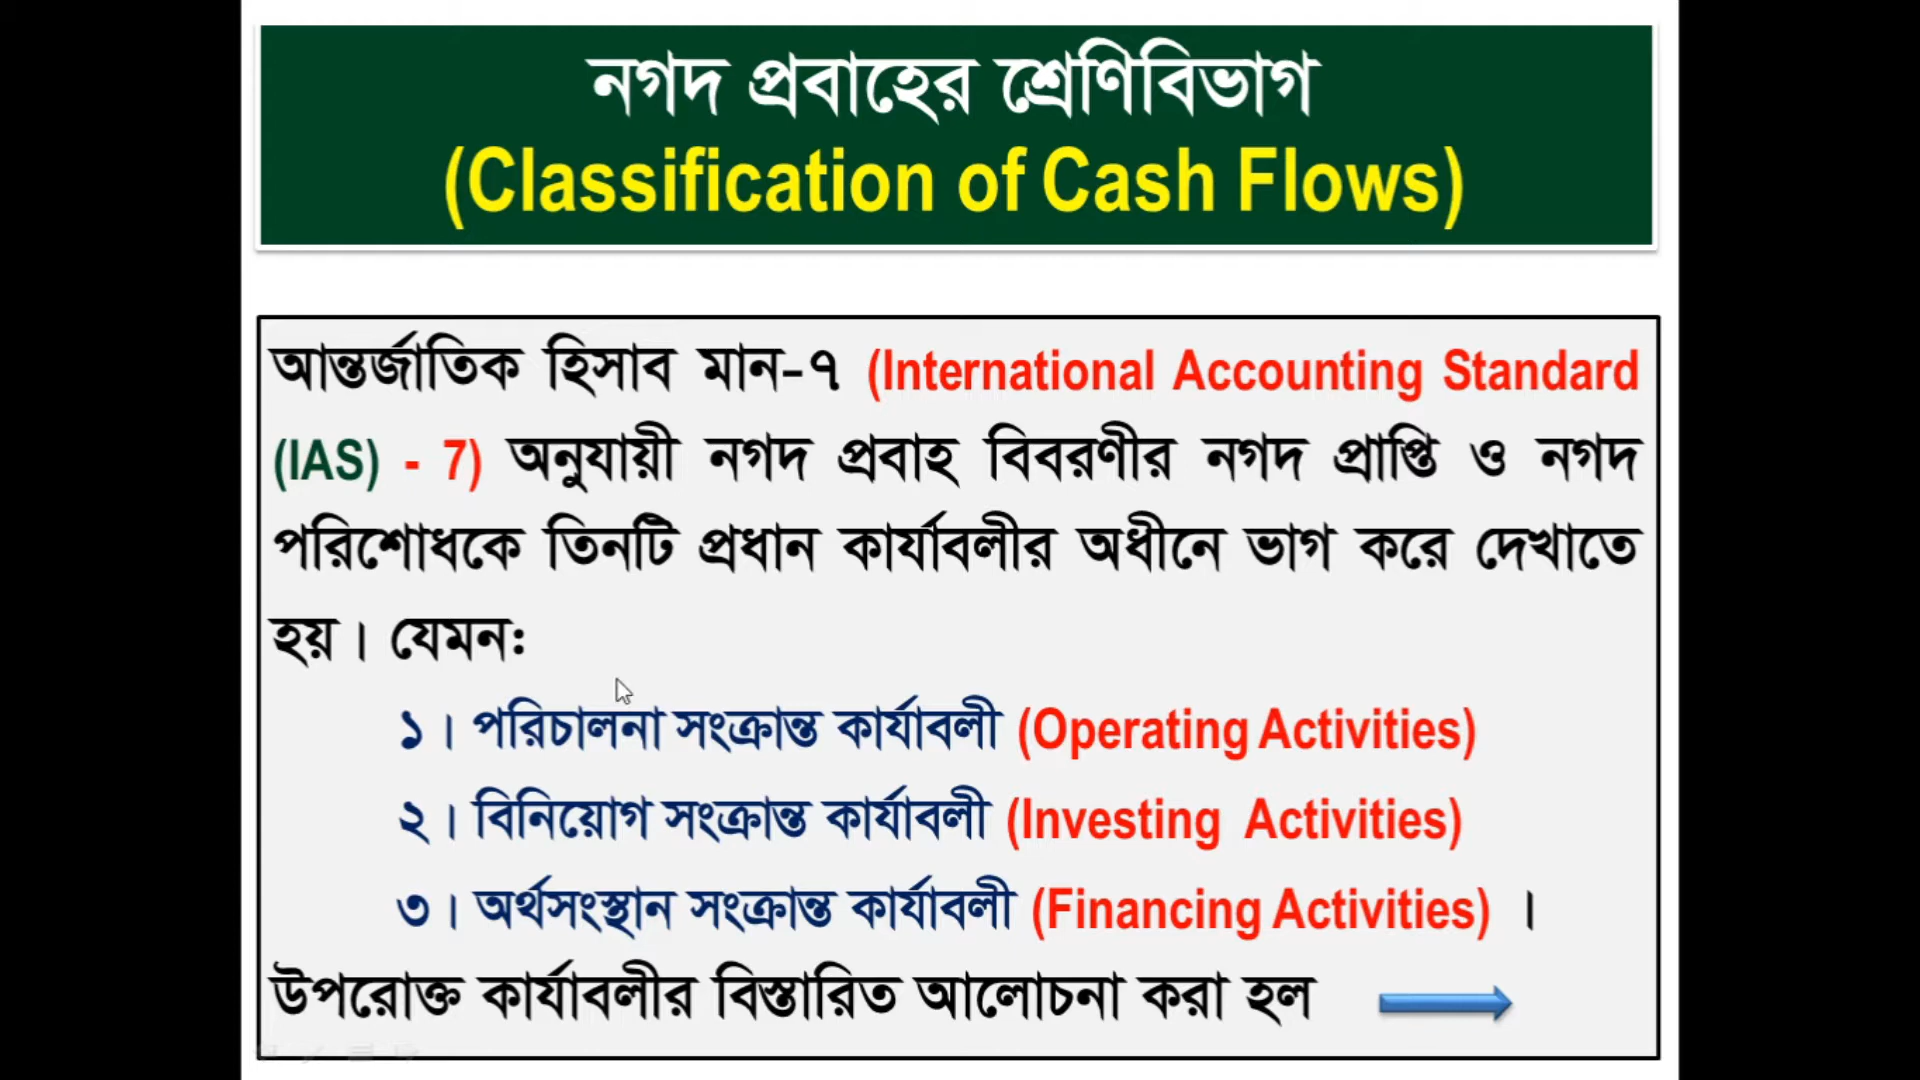 নগদ প্রবাহের শ্রেণিবিভাগ
(Classification of Cash Flows)
আন্তর্জাতিক হিসাব মান-৭ (International Accounting Standard
(IAS) - 7) অনুযায়ী নগদ প্রবাহ বিবরণীর নগদ প্রাপ্তি ও নগদ
পরিশোধকে তিনটি প্রধান কার্যাবলীর অধীনে ভাগ করে দেখাতে
হয়। যেমন:
১। পরিচালনা সংক্রান্ত কার্যাবলী (Operating Activities)
২। বিনিয়োগ সংক্রান্ত কার্যাবলী (Investing Activities)
৩। অর্থসংস্থান সংক্রান্ত কার্যাবলী (Financing Activities) ।
উপরোক্ত কার্যাবলীর বিস্তারিত আলোচনা করা হল